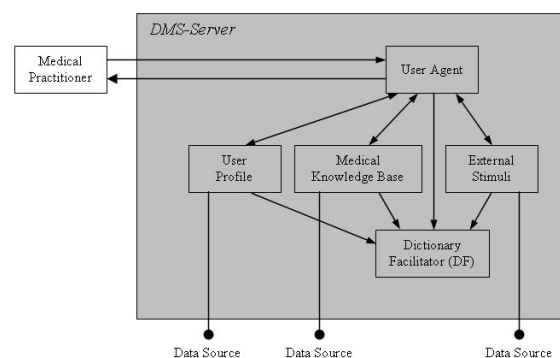 DMS-Server
Medical
Practitioner
User Agent
User
Profile
Medical
Knowledge Base
External
Stimuli
Dictionary
Facilitator (DF)
Data Source
Data Source
Data Source